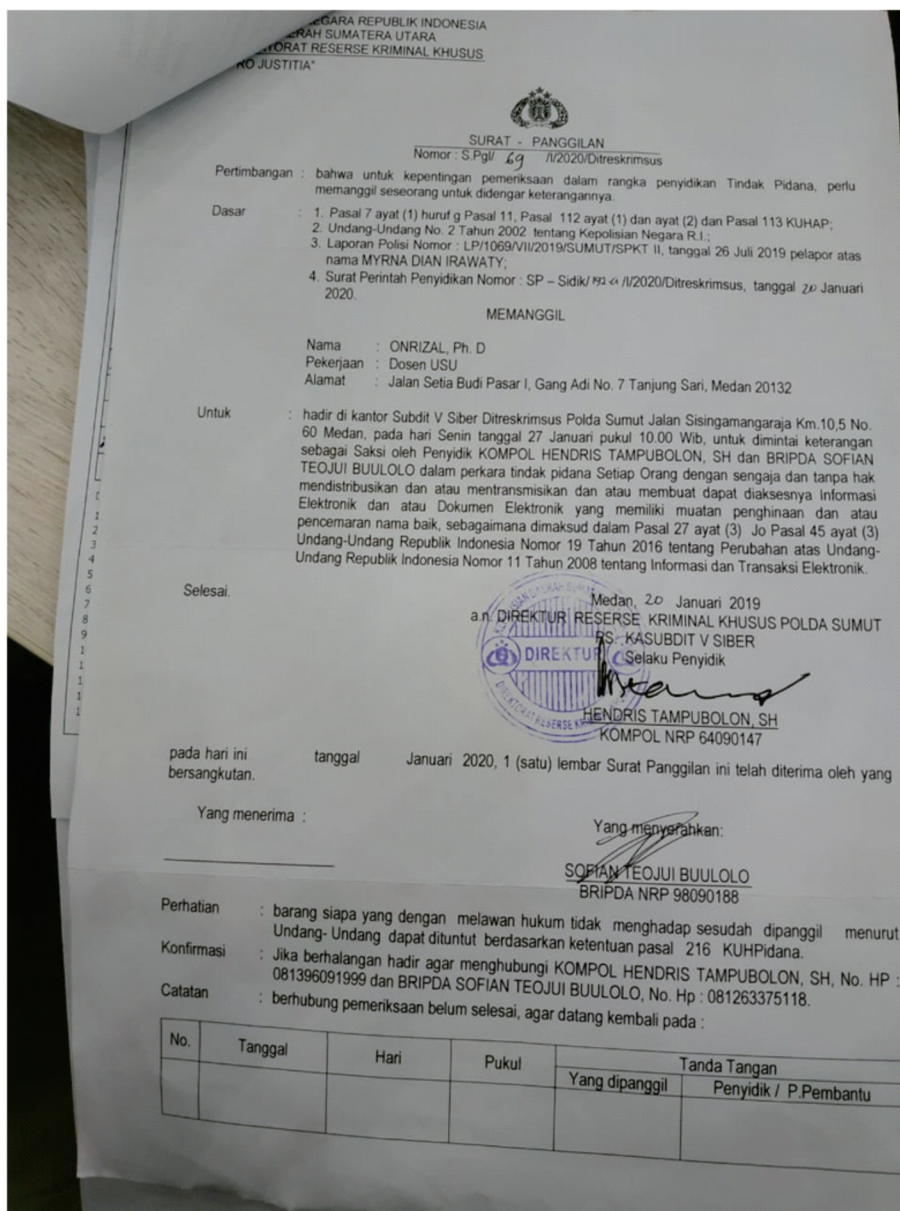 NEGARA REPUBLIK INDONESIA
DAERAH SUMATERA UTARA
DIREKTORAT RESERSE KRIMINAL KHUSUS
"PRO JUSTITIA"
SURAT - PANGGILAN
Nomor : S.Pgl/ 69 /I/2020/Ditreskrimsus
Pertimbangan : bahwa untuk kepentingan pemeriksaan dalam rangka penyidikan Tindak Pidana, perlu
memanggil seseorang untuk didengar keterangannya.
Dasar : 1. Pasal 7 ayat (1) huruf g Pasal 11, Pasal 112 ayat (1) dan ayat (2) dan Pasal 113 KUHAP;
2. Undang-Undang No. 2 Tahun 2002 tentang Kepolisian Negara R.I.;
3. Laporan Polisi Nomor : LP/1069/VII/2019/SUMUT/SPKT II, tanggal 26 Juli 2019 pelapor atas
nama MYRNA DIAN IRAWATY;
4. Surat Perintah Penyidikan Nomor : SP – Sidik/ /I/2020/Ditreskrimsus, tanggal 20 Januari
2020.
MEMANGGIL
Nama : ONRIZAL, Ph. D
Pekerjaan : Dosen USU
Alamat : Jalan Setia Budi Pasar I, Gang Adi No. 7 Tanjung Sari, Medan 20132
Untuk : hadir di kantor Subdit V Siber Ditreskrimsus Polda Sumut Jalan Sisingamangaraja Km.10,5 No.
60 Medan, pada hari Senin tanggal 27 Januari pukul 10.00 Wib, untuk dimintai keterangan
sebagai Saksi oleh Penyidik KOMPOL HENDRIS TAMPUBOLON, SH dan BRIPDA SOFIAN
TEOJUI BUULOLO dalam perkara tindak pidana Setiap Orang dengan sengaja dan tanpa hak
mendistribusikan dan atau mentransmisikan dan atau membuat dapat diaksesnya Informasi
Elektronik dan atau Dokumen Elektronik yang memiliki muatan penghinaan dan atau
pencemaran nama baik, sebagaimana dimaksud dalam Pasal 27 ayat (3) Jo Pasal 45 ayat (3)
Undang-Undang Republik Indonesia Nomor 19 Tahun 2016 tentang Perubahan atas Undang-
Undang Republik Indonesia Nomor 11 Tahun 2008 tentang Informasi dan Transaksi Elektronik.
Selesai.
Medan, 20 Januari 2019
a.n. DIREKTUR RESERSE KRIMINAL KHUSUS POLDA SUMUT
PS. KASUBDIT V SIBER
Selaku Penyidik
DIREKTUR
HENDRIS TAMPUBOLON, SH
KOMPOL NRP 64090147
pada hari ini tanggal Januari 2020, 1 (satu) lembar Surat Panggilan ini telah diterima oleh yang
bersangkutan.
Yang menerima :
Yang menyerahkan:
SOFIAN TEOJUI BUULOLO
BRIPDA NRP 98090188
Perhatian : barang siapa yang dengan melawan hukum tidak menghadap sesudah dipanggil menurut
Undang- Undang dapat dituntut berdasarkan ketentuan pasal 216 KUHPidana.
Konfirmasi : Jika berhalangan hadir agar menghubungi KOMPOL HENDRIS TAMPUBOLON, SH, No. HP :
081396091999 dan BRIPDA SOFIAN TEOJUI BUULOLO, No. Hp : 081263375118.
Catatan : berhubung pemeriksaan belum selesai, agar datang kembali pada :
No. Tanggal Hari Pukul Tanda Tangan
Yang dipanggil Penyidik / P.Pembantu